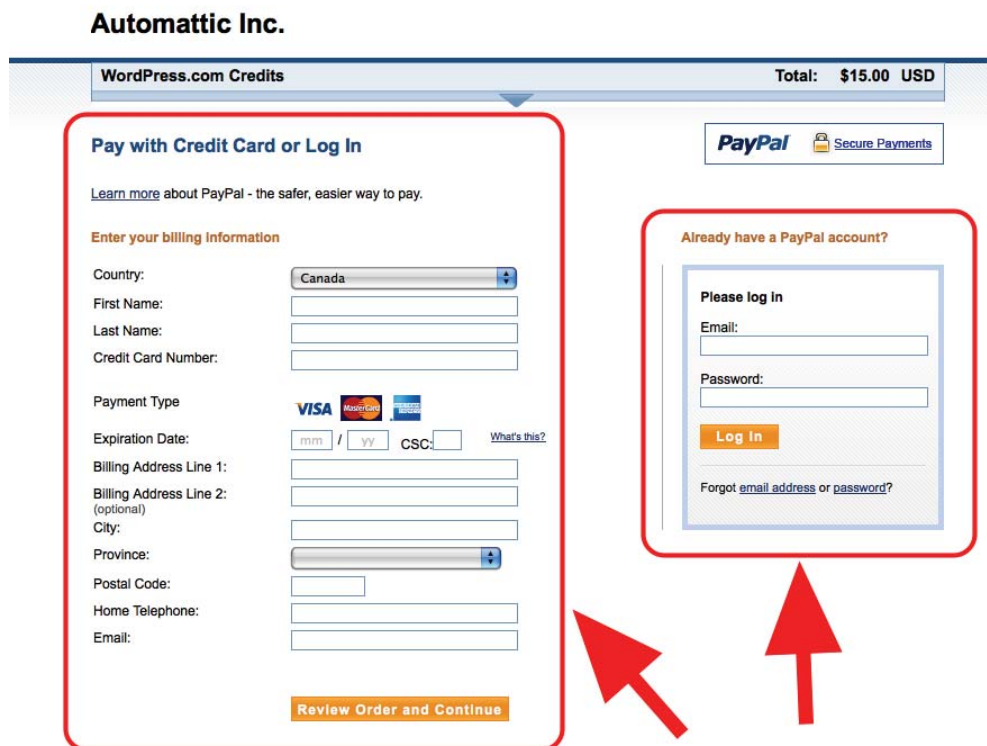 Automattic Inc.
WordPress.com Credits Total: $15.00 USD
Pay with Credit Card or Log In
Learn more about PayPal - the safer, easier way to pay.
Enter your billing information
Country: Canada
First Name:
Last Name:
Credit Card Number:
Payment Type VISA MasterCard AMERICAN EXPRESS
Expiration Date: mm / yy CSC: What's this?
Billing Address Line 1:
Billing Address Line 2:
(optional)
City:
Province:
Postal Code:
Home Telephone:
Email:
Review Order and Continue
PayPal Secure Payments
Already have a PayPal account?
Please log in
Email:
Password:
Log In
Forgot email address or password?